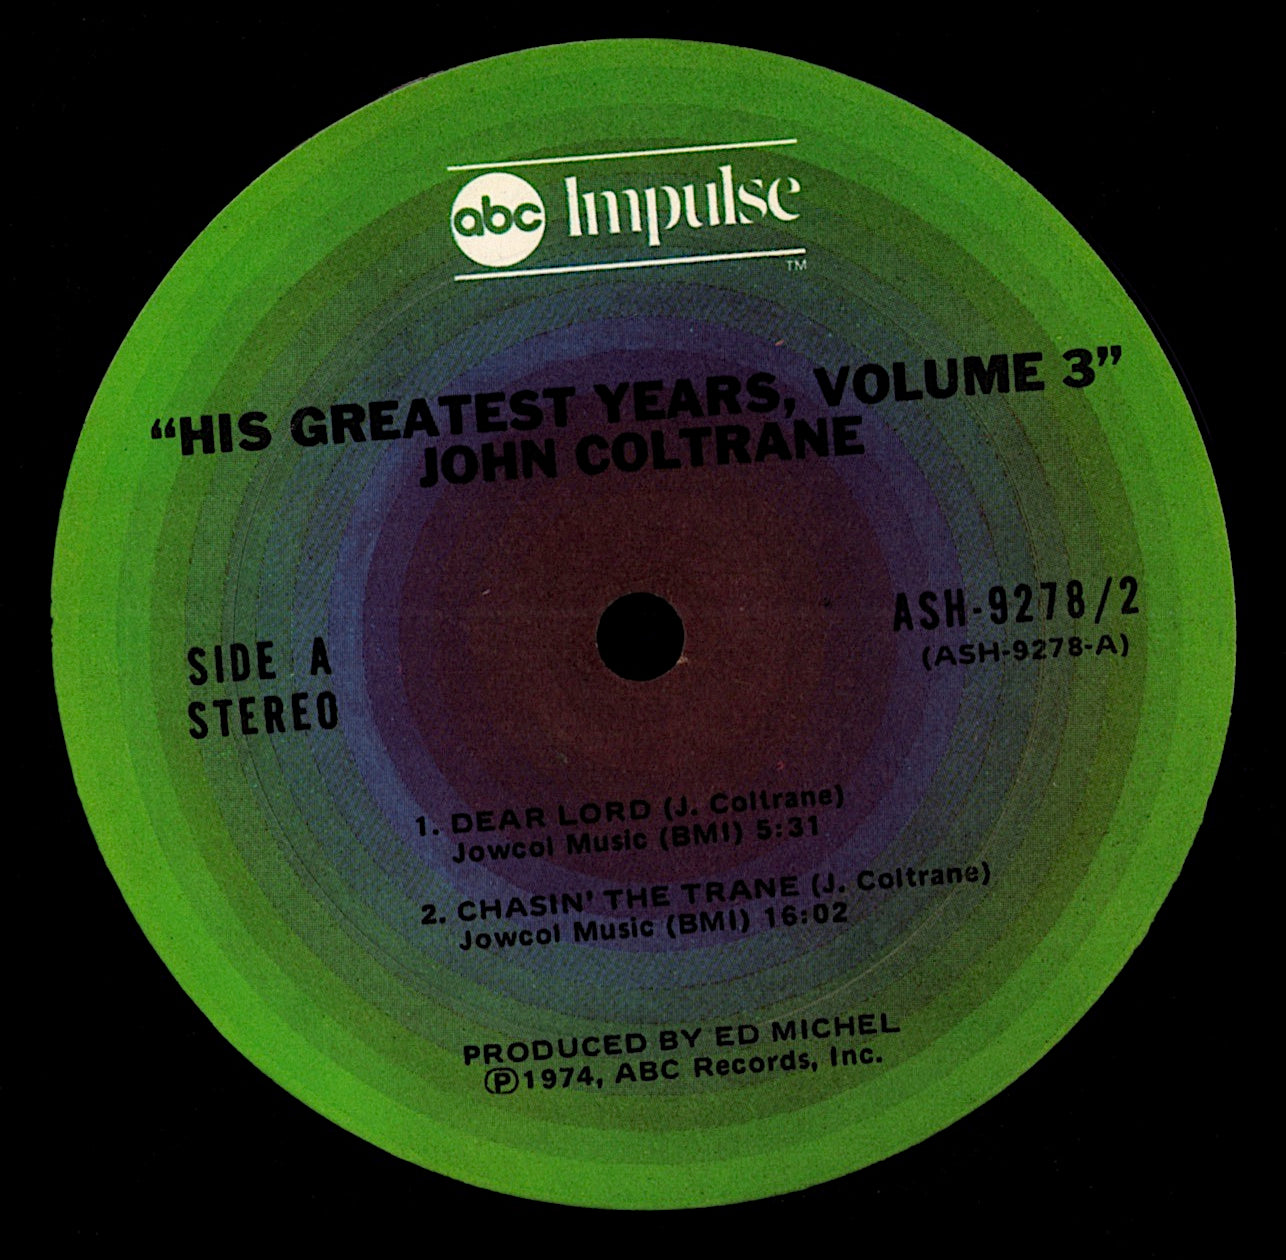 abc Impulse
TM
“HIS GREATEST YEARS, VOLUME 3”
JOHN COLTRANE
ASH-9278/2
(ASH-9278-A)
SIDE A
STEREO
1. DEAR LORD (J. Coltrane)
Jowcol Music (BMI) 5:31
2. CHASIN’ THE TRANE (J. Coltrane)
Jowcol Music (BMI) 16:02
PRODUCED BY ED MICHEL
Ⓟ1974, ABC Records, Inc.